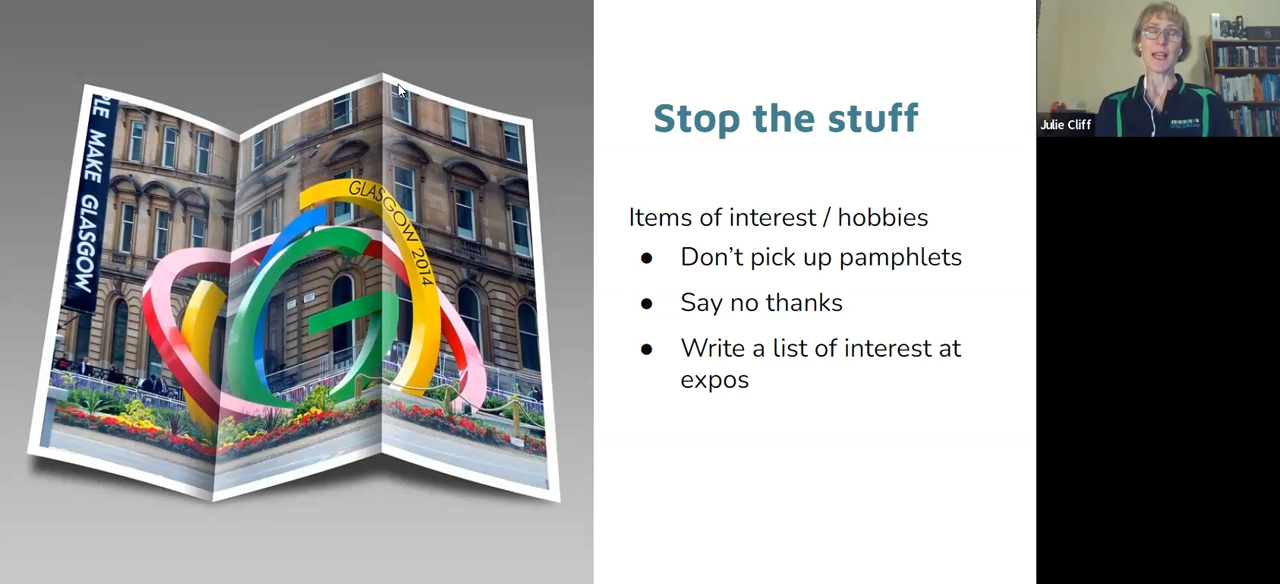 PLE MAKE GLASGOW
GLASGOW 2014
Stop the stuff
Items of interest / hobbies
● Don’t pick up pamphlets
● Say no thanks
● Write a list of interest at
expos
Julie Cliff